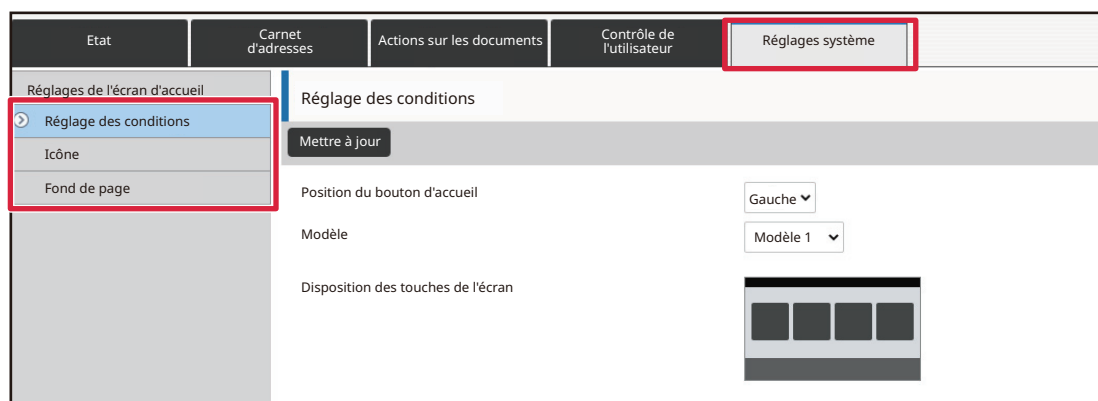 Etat
Carnet
d'adresses
Actions sur les documents
Contrôle de
l'utilisateur
Réglages système
Réglages de l'écran d'accueil
Réglage des conditions
Icône
Fond de page
Réglage des conditions
Mettre à jour
Position du bouton d'accueil
Gauche
Modèle
Modèle 1
Disposition des touches de l'écran